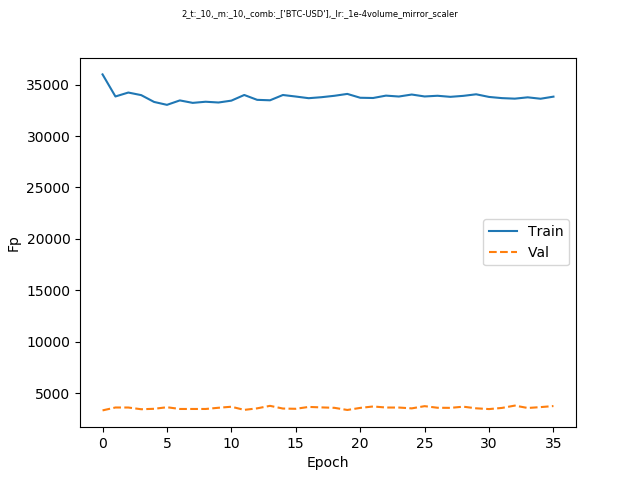 2_t:_10,_m:_10,_comb:_['BTC-USD'],_lr:_1e-4volume_mirror_scaler
35000
30000
25000
20000
15000
10000
5000
Fp
Train
Val
0 5 10 15 20 25 30 35
Epoch